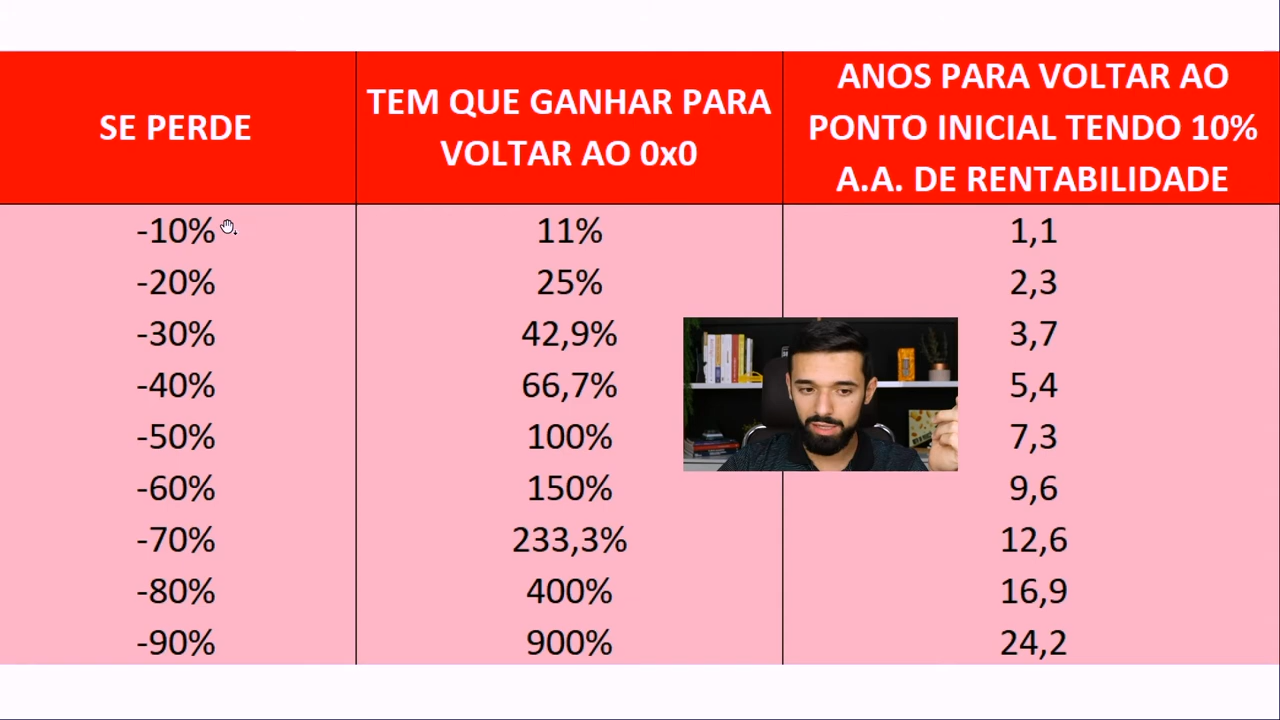 SE PERDE
TEM QUE GANHAR PARA
VOLTAR AO 0x0
ANOS PARA VOLTAR AO
PONTO INICIAL TENDO 10%
A.A. DE RENTABILIDADE
-10% 11% 1,1
-20% 25% 2,3
-30% 42,9% 3,7
-40% 66,7% 5,4
-50% 100% 7,3
-60% 150% 9,6
-70% 233,3% 12,6
-80% 400% 16,9
-90% 900% 24,2